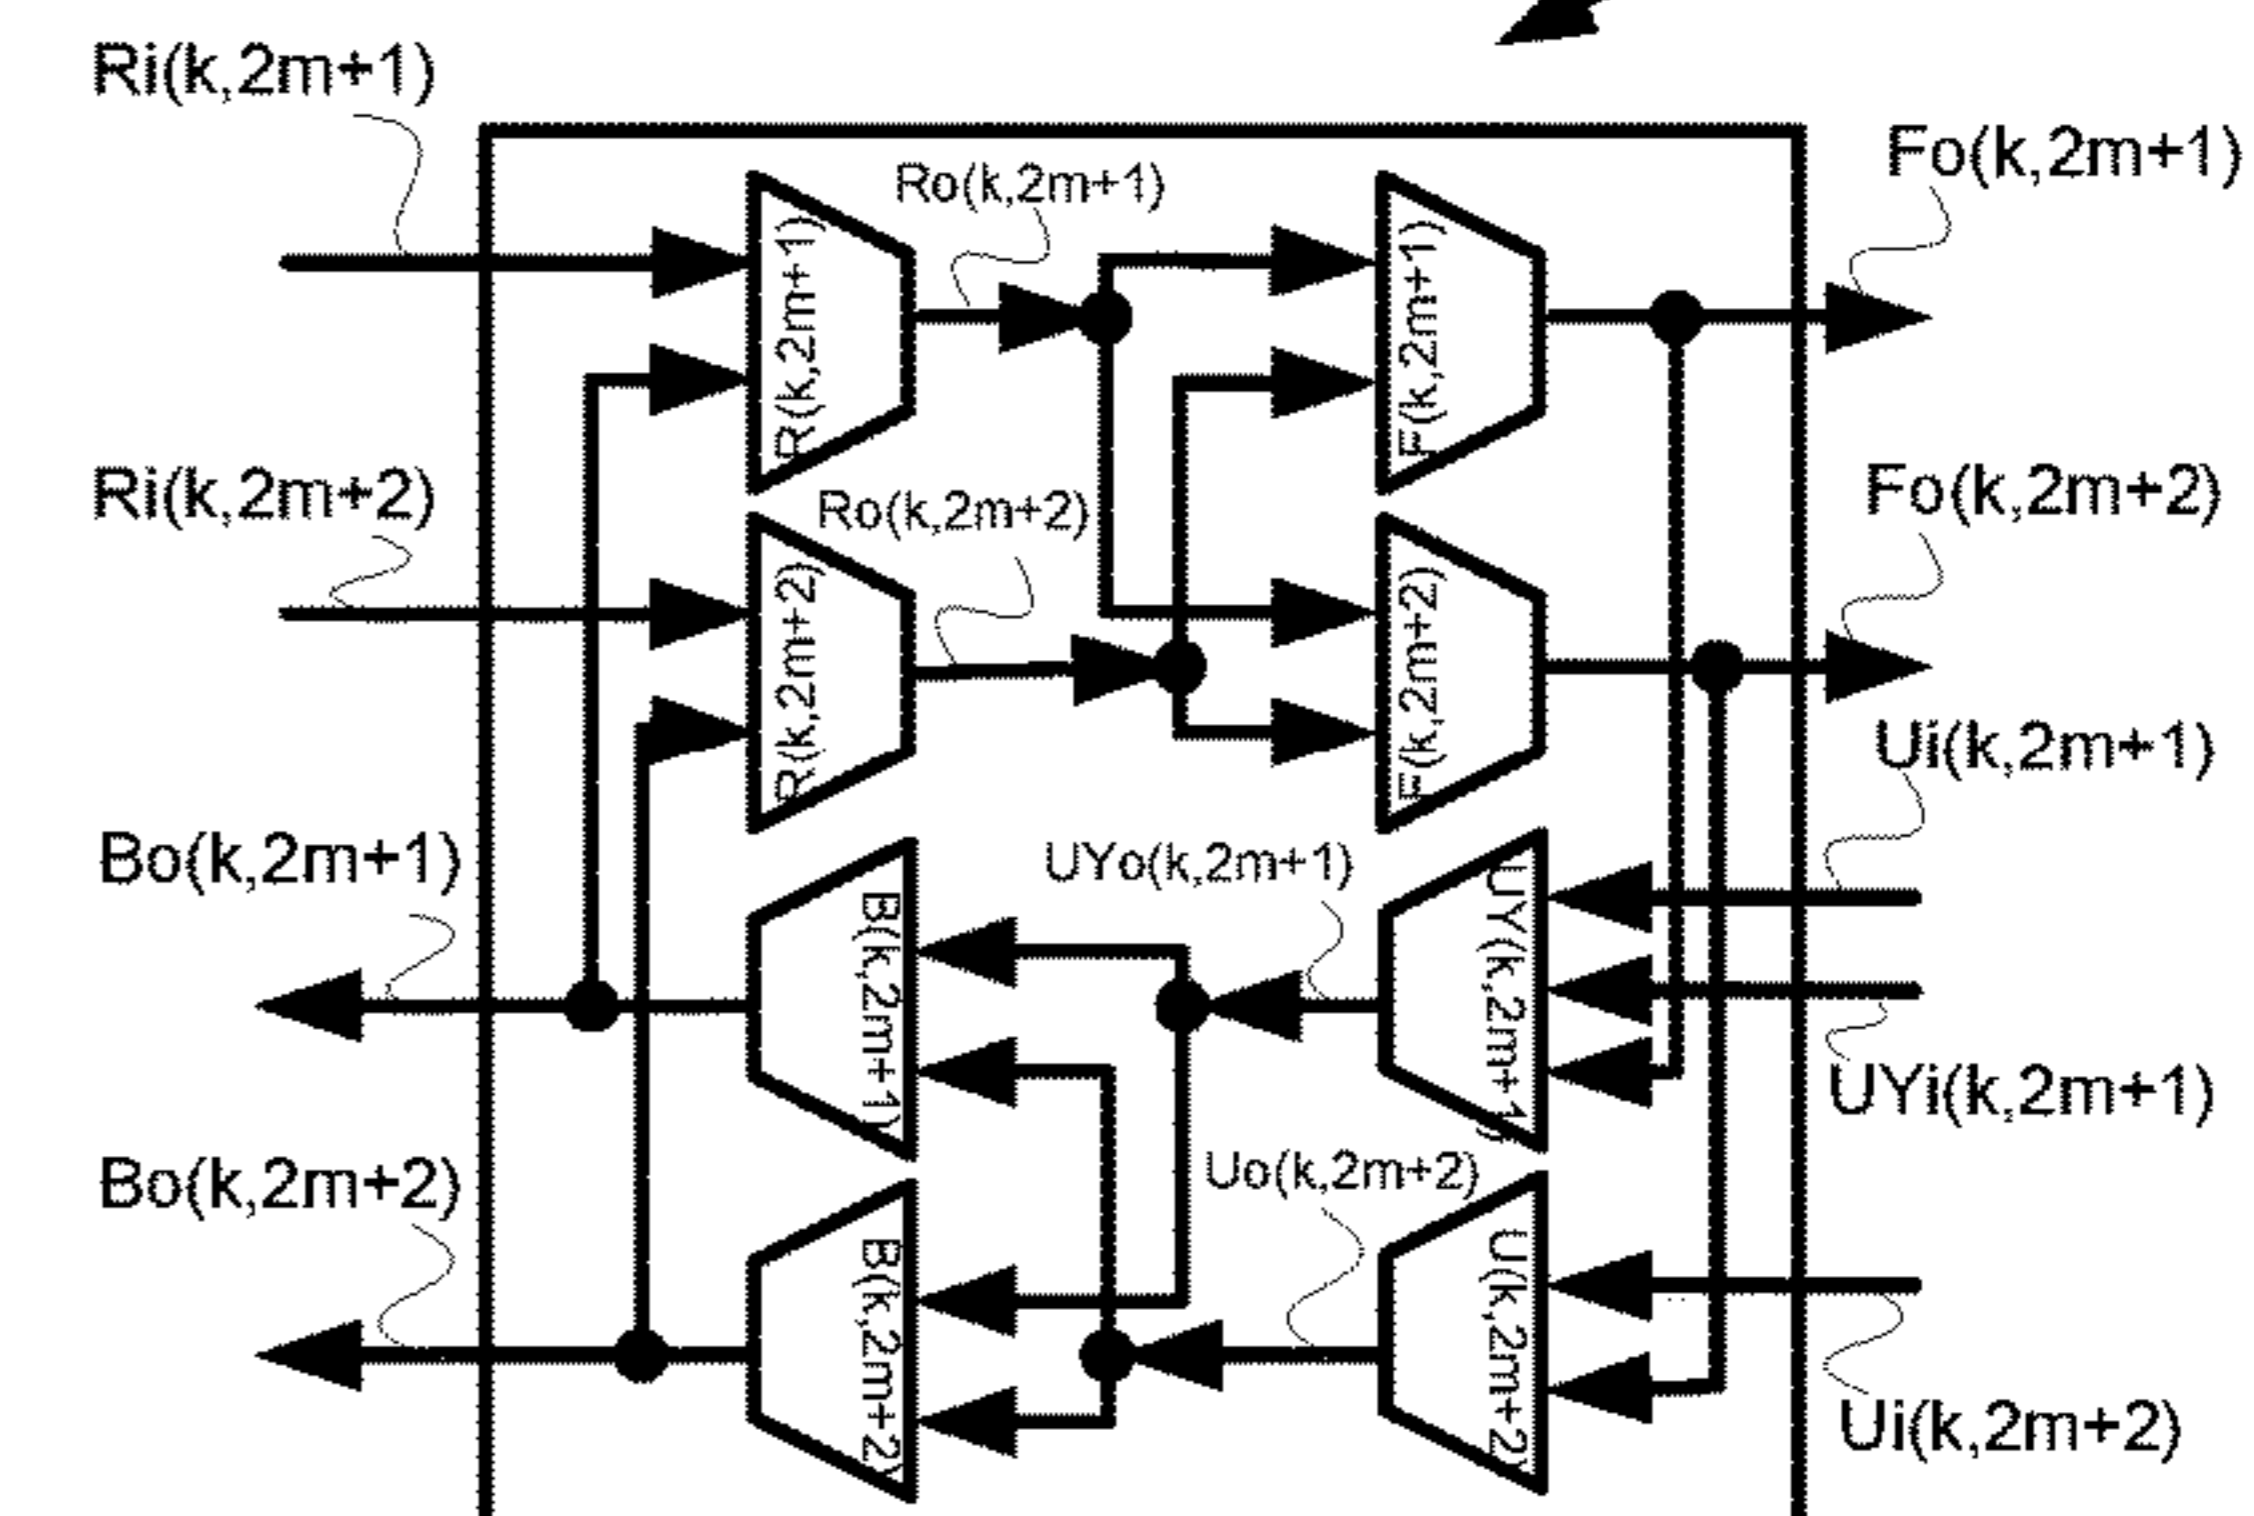 Ri(k,2m+1)
Fo(k,2m+1)
Ro(k,2m+1)
R(k,2m+1)
F(k,2m+1)
Ri(k,2m+2)
Ro(k,2m+2)
Fo(k,2m+2)
R(k,2m+2)
F(k,2m+2)
Ui(k,2m+1)
Bo(k,2m+1)
UYo(k,2m+1)
B(k,2m+1)
UY(k,2m+1)
UYi(k,2m+1)
Bo(k,2m+2)
Uo(k,2m+2)
B(k,2m+2)
U(k,2m+2)
Ui(k,2m+2)